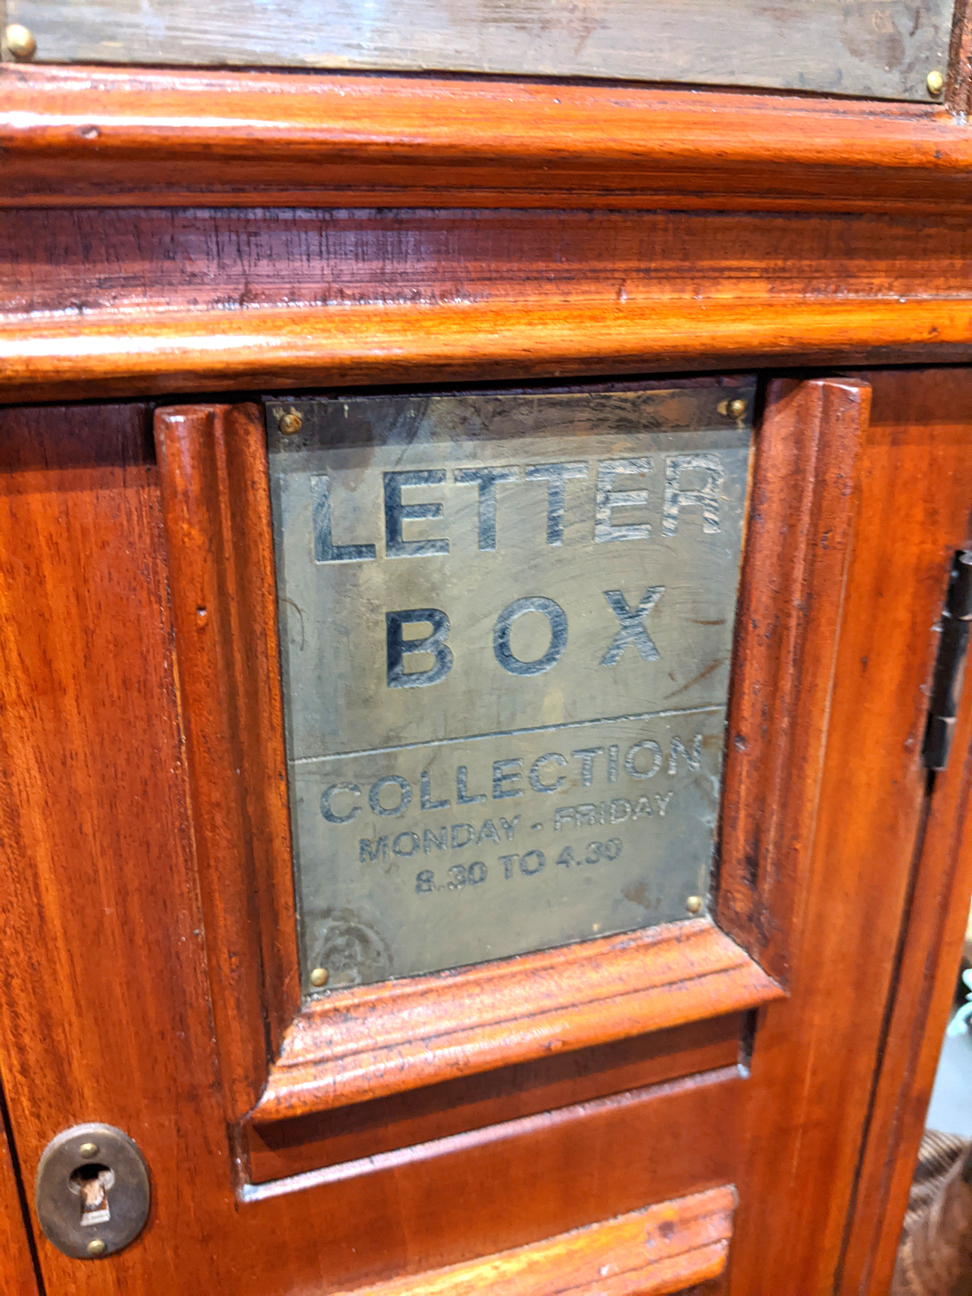 LETTER
BOX
COLLECTION
MONDAY - FRIDAY
8.30 TO 4.30